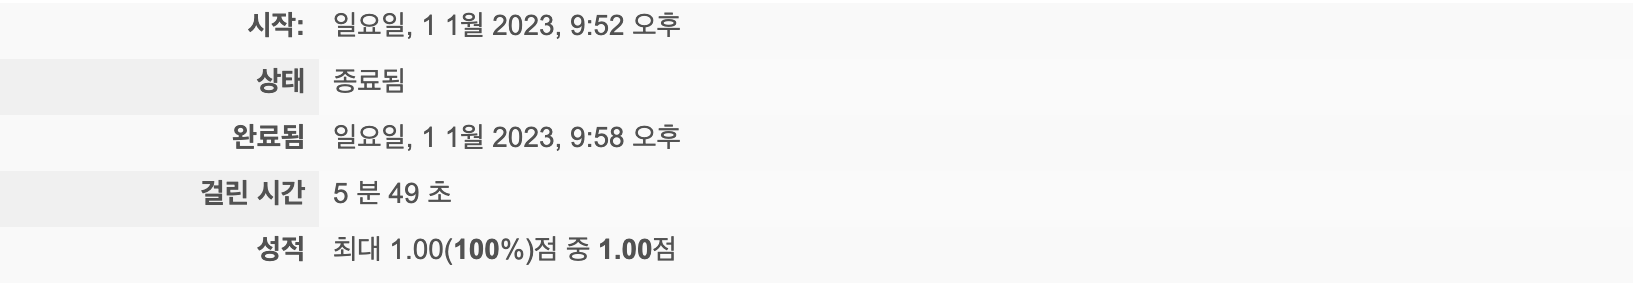 시작: 일요일, 1 1월 2023, 9:52 오후
상태 종료됨
완료됨 일요일, 1 1월 2023, 9:58 오후
걸린 시간 5 분 49 초
성적 최대 1.00(100%)점 중 1.00점